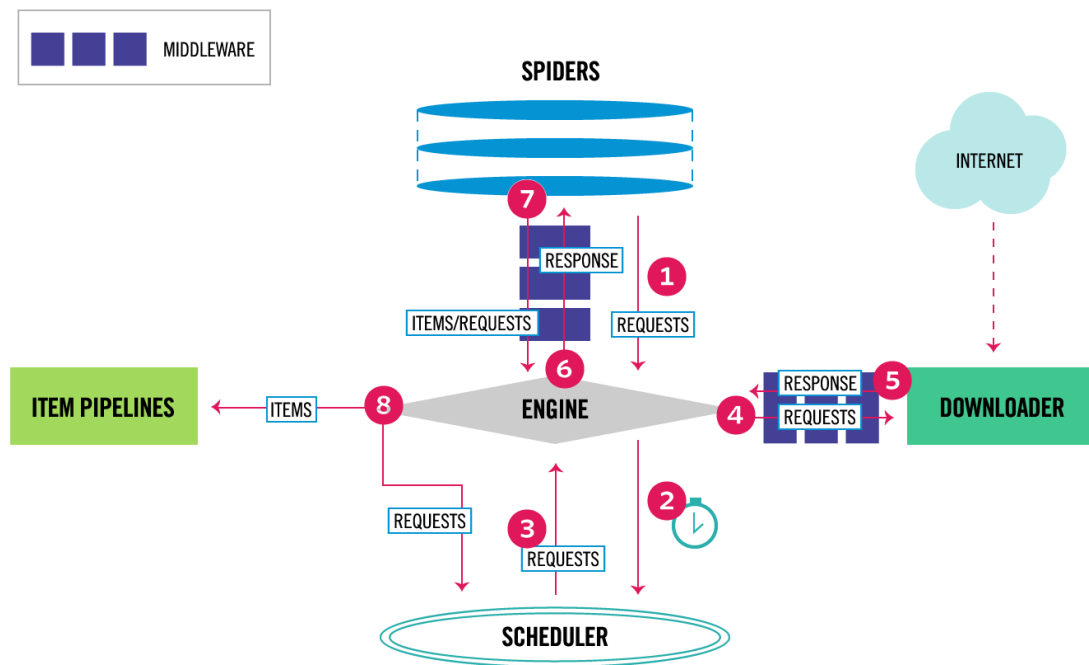 MIDDLEWARE
SPIDERS
INTERNET
7
RESPONSE
1
ITEMS/REQUESTS
REQUESTS
6
5
RESPONSE
ITEM PIPELINES
ITEMS
8
ENGINE
4
REQUESTS
DOWNLOADER
2
REQUESTS
3
REQUESTS
SCHEDULER